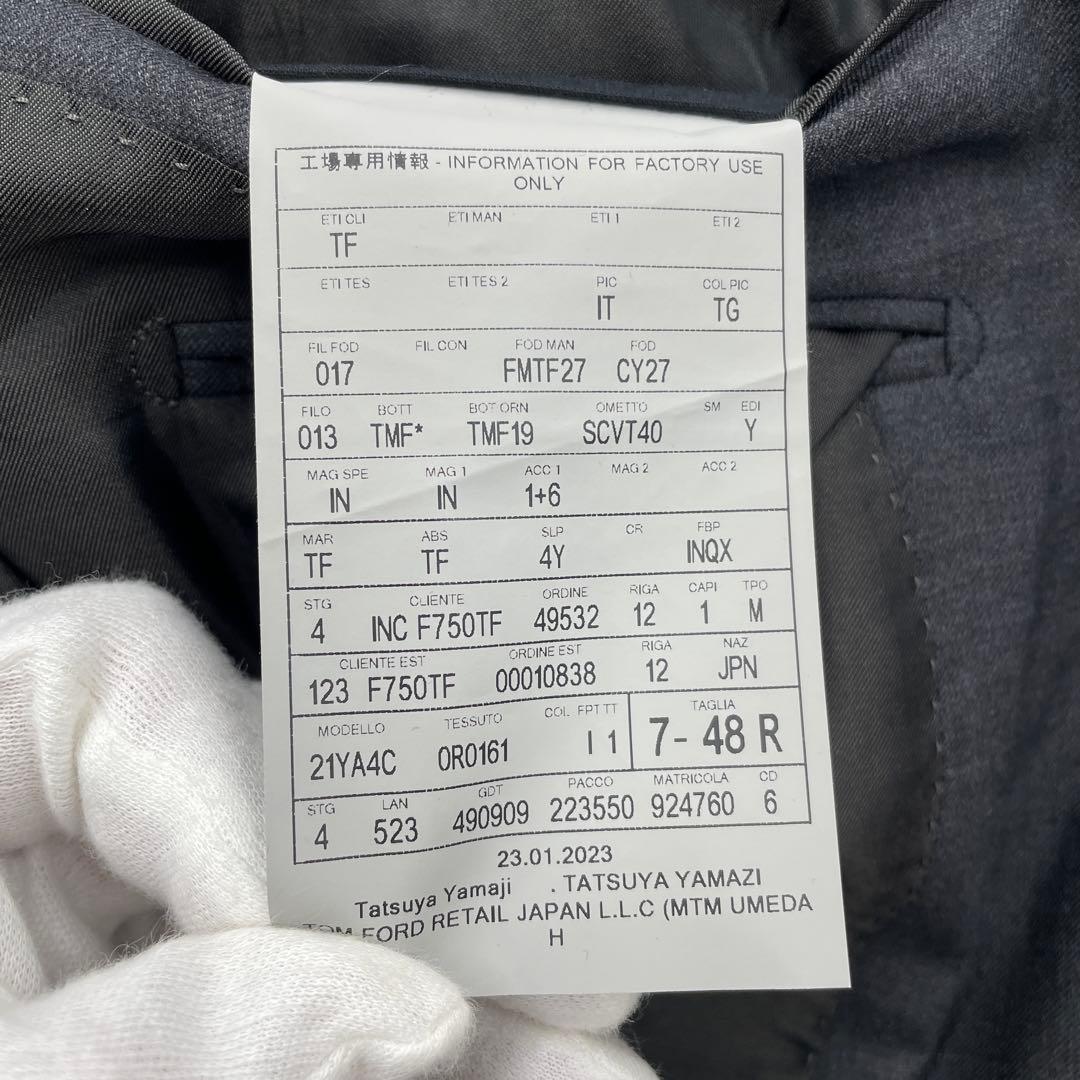 工場專用情報 - INFORMATION FOR FACTORY USE
ONLY
ETI CLI ETI MAN ETI 1 ETI 2
TF
ETI TES ETI TES 2 PIC COL PIC
IT TG
FIL FOD FIL CON FOD MAN FOD
017 FMTF27 CY27
FILO BOTT BOT ORN OMETTO SM EDI
013 TMF* TMF19 SCVT40 Y
MAG SPE MAG 1 ACC 1 MAG 2 ACC 2
IN IN 1+6
MAR ABS SLP CR FBP
TF TF 4Y INQX
STG CLIENTE ORDINE RIGA CAPI TPO
4 INC F750TF 49532 12 1 M
CLIENTE EST ORDINE EST RIGA NAZ
123 F750TF 00010838 12 JPN
MODELLO TESSUTO COL FPT TT TAGLIA
21YA4C 0R0161 I 1 7- 48 R
STG LAN GDT PACCO MATRICOLA CD
4 523 490909 223550 924760 6
23.01.2023
Tatsuya Yamaji . TATSUYA YAMAZI
TOM FORD RETAIL JAPAN L.L.C (MTM UMEDA
H